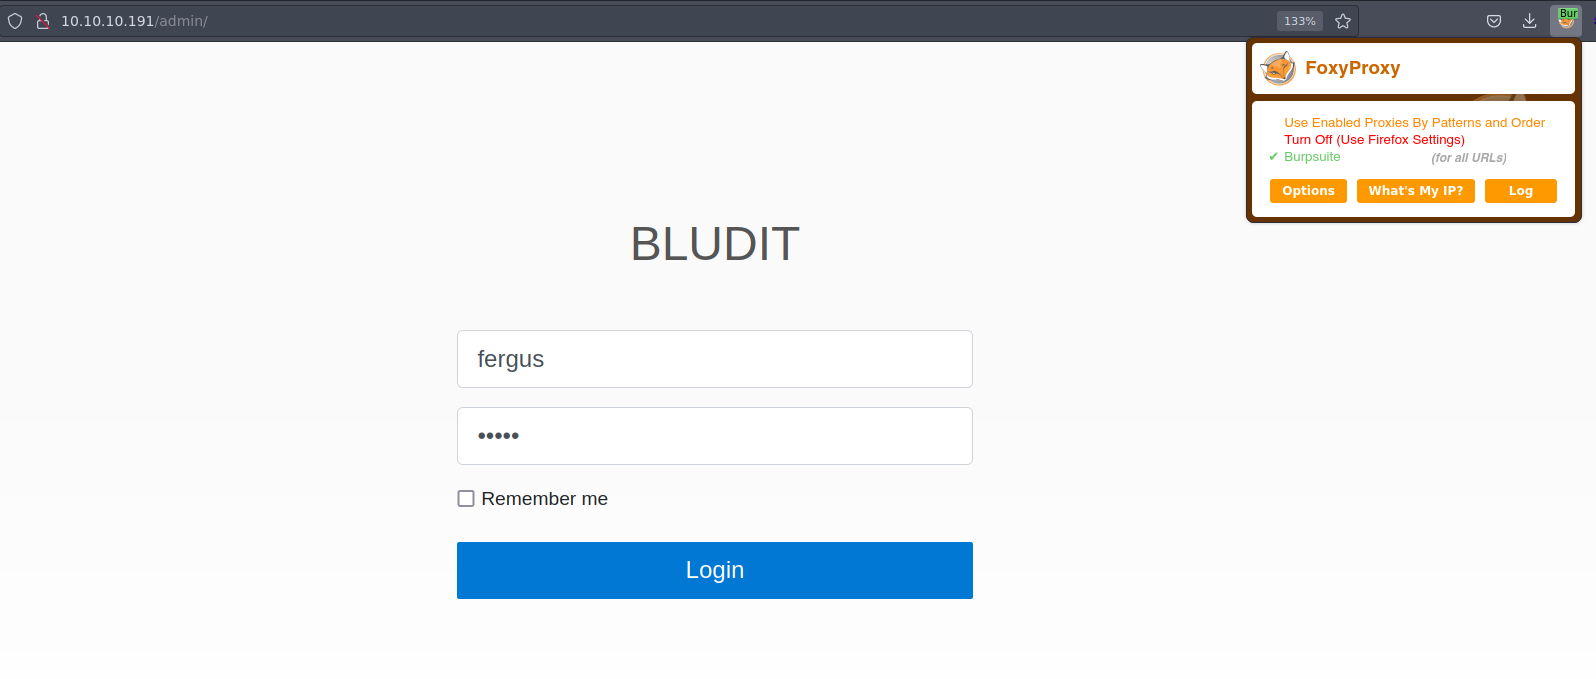 10.10.10.191/admin/
133%
Bur
FoxyProxy
Use Enabled Proxies By Patterns and Order
Turn Off (Use Firefox Settings)
✔ Burpsuite (for all URLs)
Options What's My IP? Log
BLUDIT
fergus
•••••
Remember me
Login